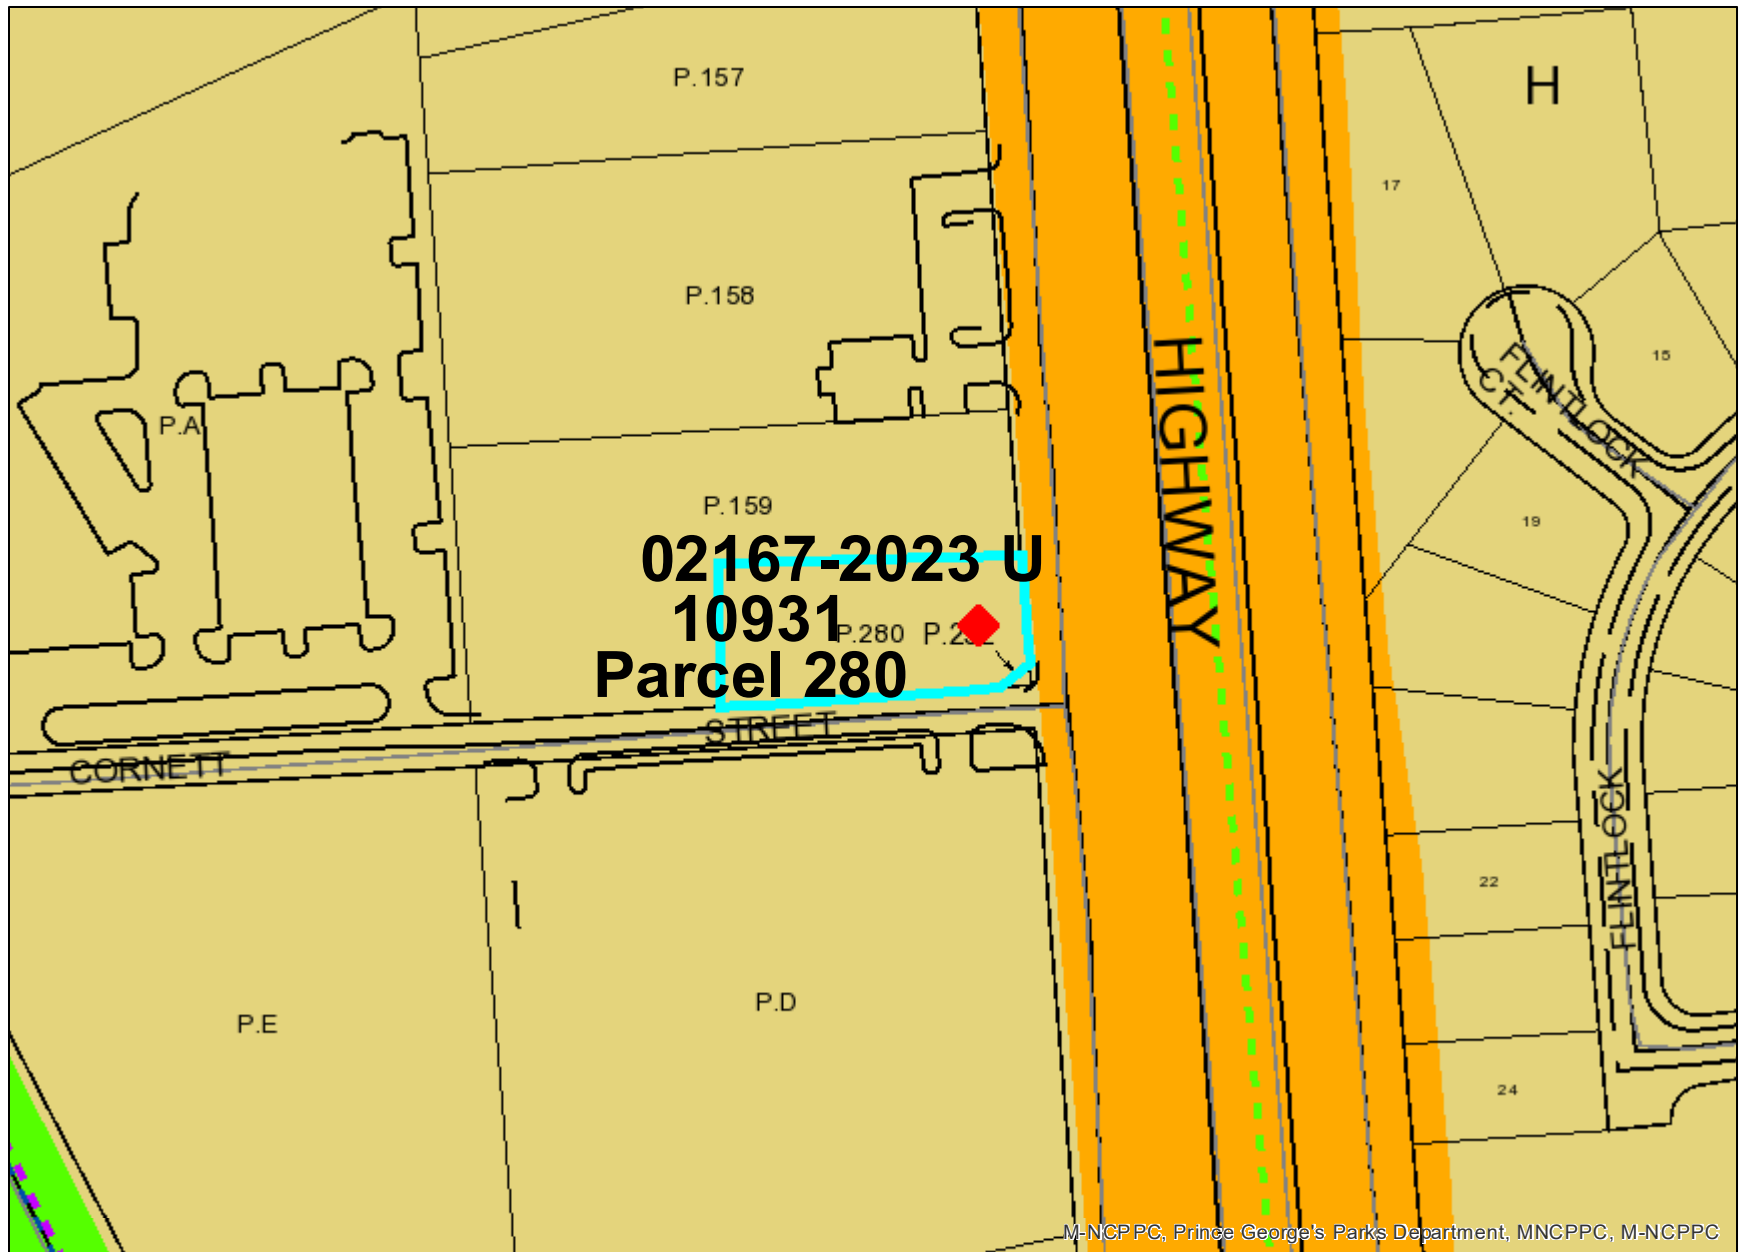 P.157
H
17
P.158
15
FLINTLOCK
CT.
HIGHWAY
P.A
P.159
19
02167-2023 U
10931
P.280
Parcel 280
STREET
CORNETT
FLINTLOCK
22
P.D
P.E
24
M-NCPPC, Prince George's Parks Department, MNCPPC, M-NCPPC